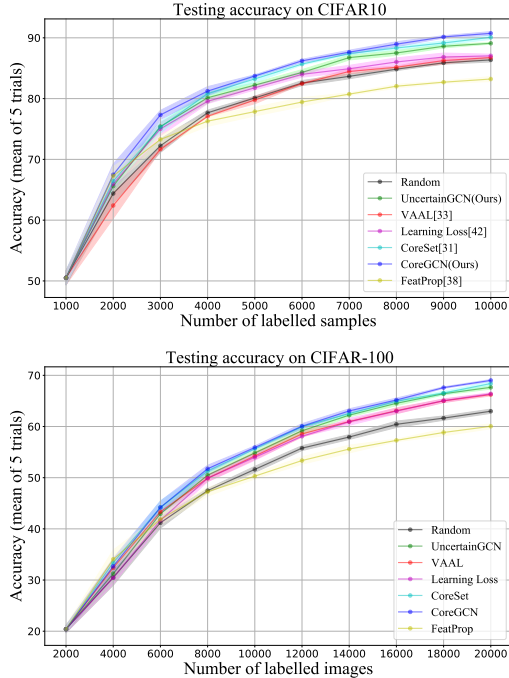 Testing accuracy on CIFAR10
Accuracy (mean of 5 trials)
90
80
70
60
50
Random
UncertainGCN(Ours)
VAAL[33]
Learning Loss[42]
CoreSet[31]
CoreGCN(Ours)
FeatProp[38]
1000 2000 3000 4000 5000 6000 7000 8000 9000 10000
Number of labelled samples
Testing accuracy on CIFAR-100
Accuracy (mean of 5 trials)
70
60
50
40
30
20
Random
UncertainGCN
VAAL
Learning Loss
CoreSet
CoreGCN
FeatProp
2000 4000 6000 8000 10000 12000 14000 16000 18000 20000
Number of labelled images